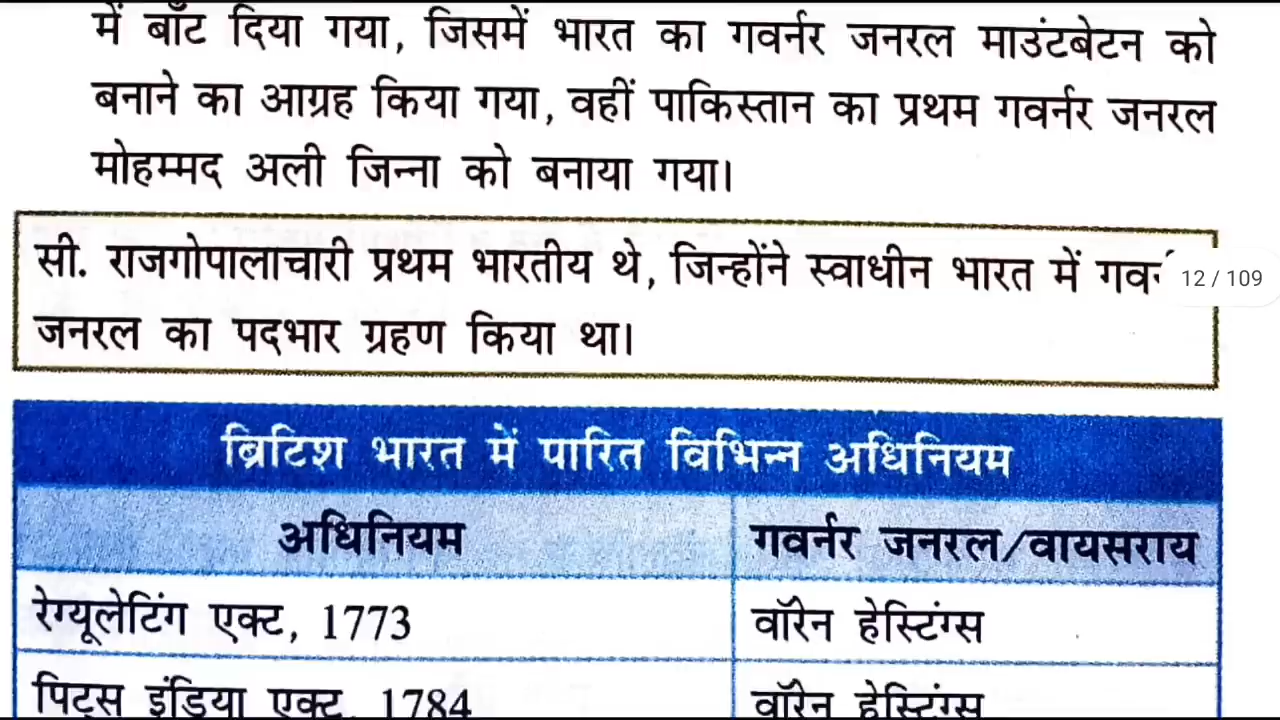 में बाँट दिया गया, जिसमें भारत का गवर्नर जनरल माउंटबेटन को
बनाने का आग्रह किया गया, वहीं पाकिस्तान का प्रथम गवर्नर जनरल
मोहम्मद अली जिन्ना को बनाया गया।
सी. राजगोपालाचारी प्रथम भारतीय थे, जिन्होंने स्वाधीन भारत में
12 / 109
जनरल का पदभार ग्रहण किया था।
ब्रिटिश भारत में पारित विभिन्न अधिनियम
अधिनियम गवर्नर जनरल/वायसराय
रेग्यूलेटिंग एक्ट, 1773 वॉरेन हेस्टिंग्स
पिट्स इंडिया एक्ट, 1784 वॉरेन हेस्टिंग्स